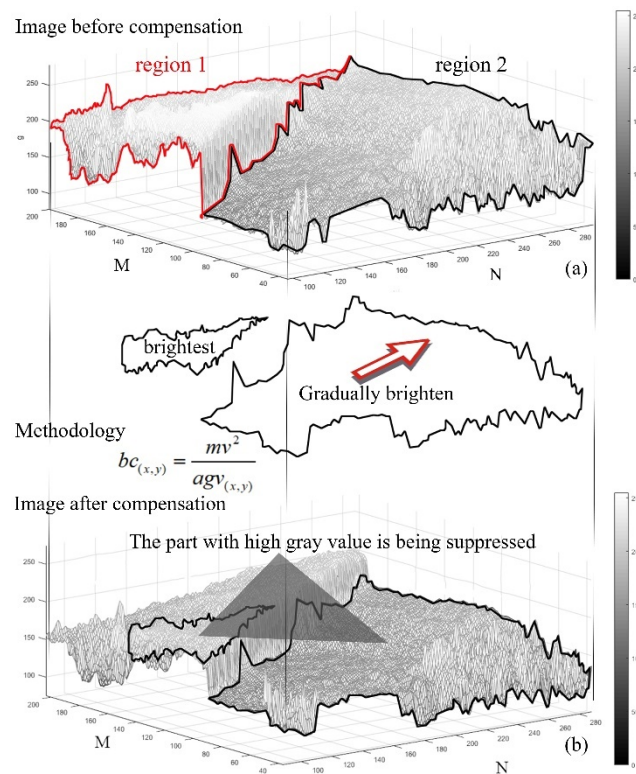 Image before compensation
region 1
region 2
250
200
150
100
g
200
180
160
140
120
100
80
60
40
M
100
120
140
160
180
200
220
240
260
280
N
(a)
brightest
Gradually brighten
Mcthodology
bc(x,y) = mv² / agv(x,y)
Image after compensation
The part with high gray value is being suppressed
250
200
150
100
200
180
160
140
120
100
80
60
40
M
100
120
140
160
180
200
220
240
260
280
N
(b)